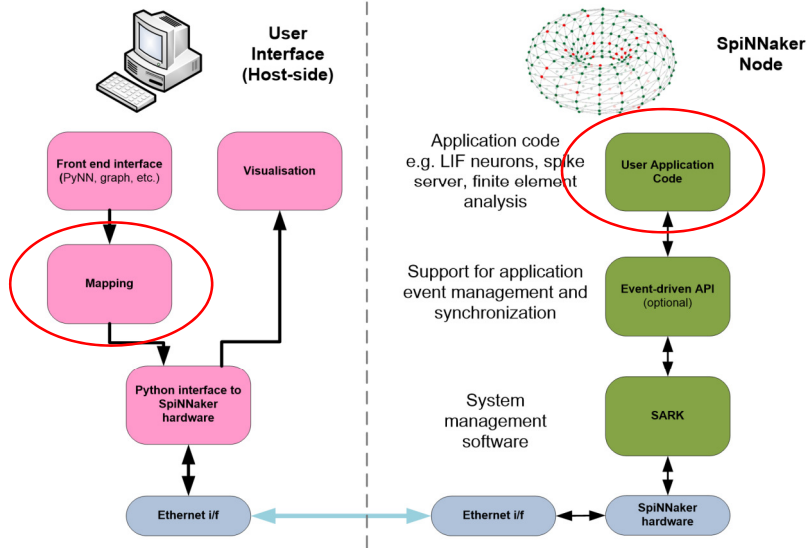 User
Interface
(Host-side)
SpiNNaker
Node
Front end interface
(PyNN, graph, etc.)
Visualisation
Application code
e.g. LIF neurons, spike
server, finite element
analysis
User Application
Code
Mapping
Support for application
event management and
synchronization
Event-driven API
(optional)
Python interface to
SpiNNaker
hardware
System
management
software
SARK
Ethernet i/f
Ethernet i/f
SpiNNaker
hardware